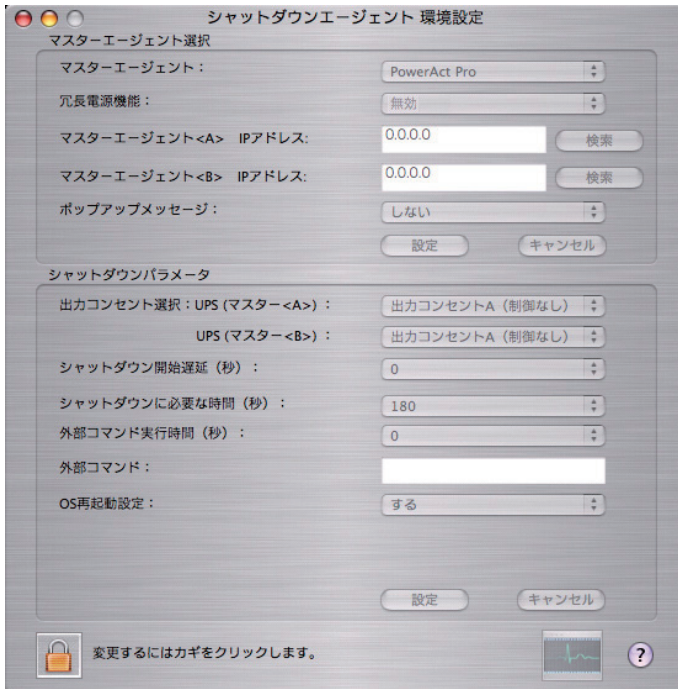 シャットダウンエージェント 環境設定
マスターエージェント選択
マスターエージェント： PowerAct Pro
冗長電源機能： 無効
マスターエージェント<A> IPアドレス: 0.0.0.0 検索
マスターエージェント<B> IPアドレス: 0.0.0.0 検索
ポップアップメッセージ： しない
設定 キャンセル
シャットダウンパラメータ
出力コンセント選択：UPS (マスター<A>)： 出力コンセントA（制御なし）
UPS (マスター<B>)： 出力コンセントA（制御なし）
シャットダウン開始遅延（秒）： 0
シャットダウンに必要な時間（秒）： 180
外部コマンド実行時間（秒）： 0
外部コマンド：
OS再起動設定： する
設定 キャンセル
変更するにはカギをクリックします。 ?